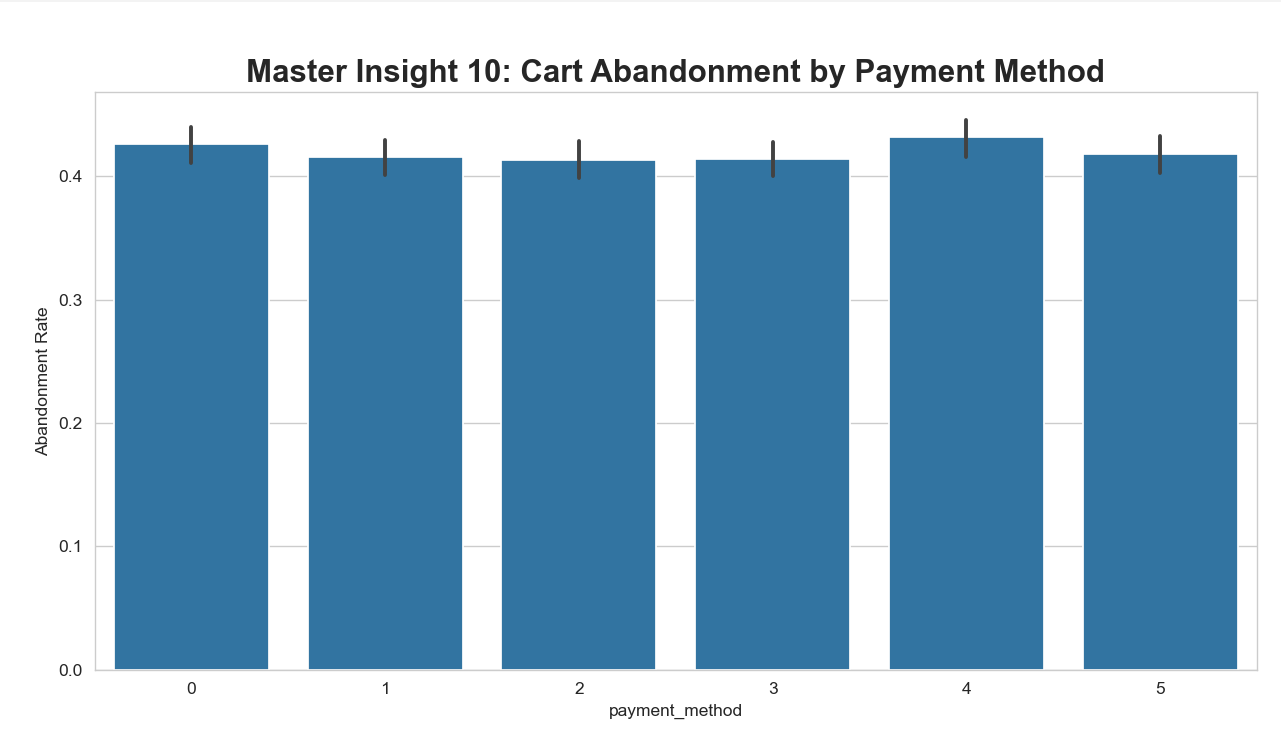 Master Insight 10: Cart Abandonment by Payment Method
Abandonment Rate
0.4
0.3
0.2
0.1
0.0
0 1 2 3 4 5
payment_method